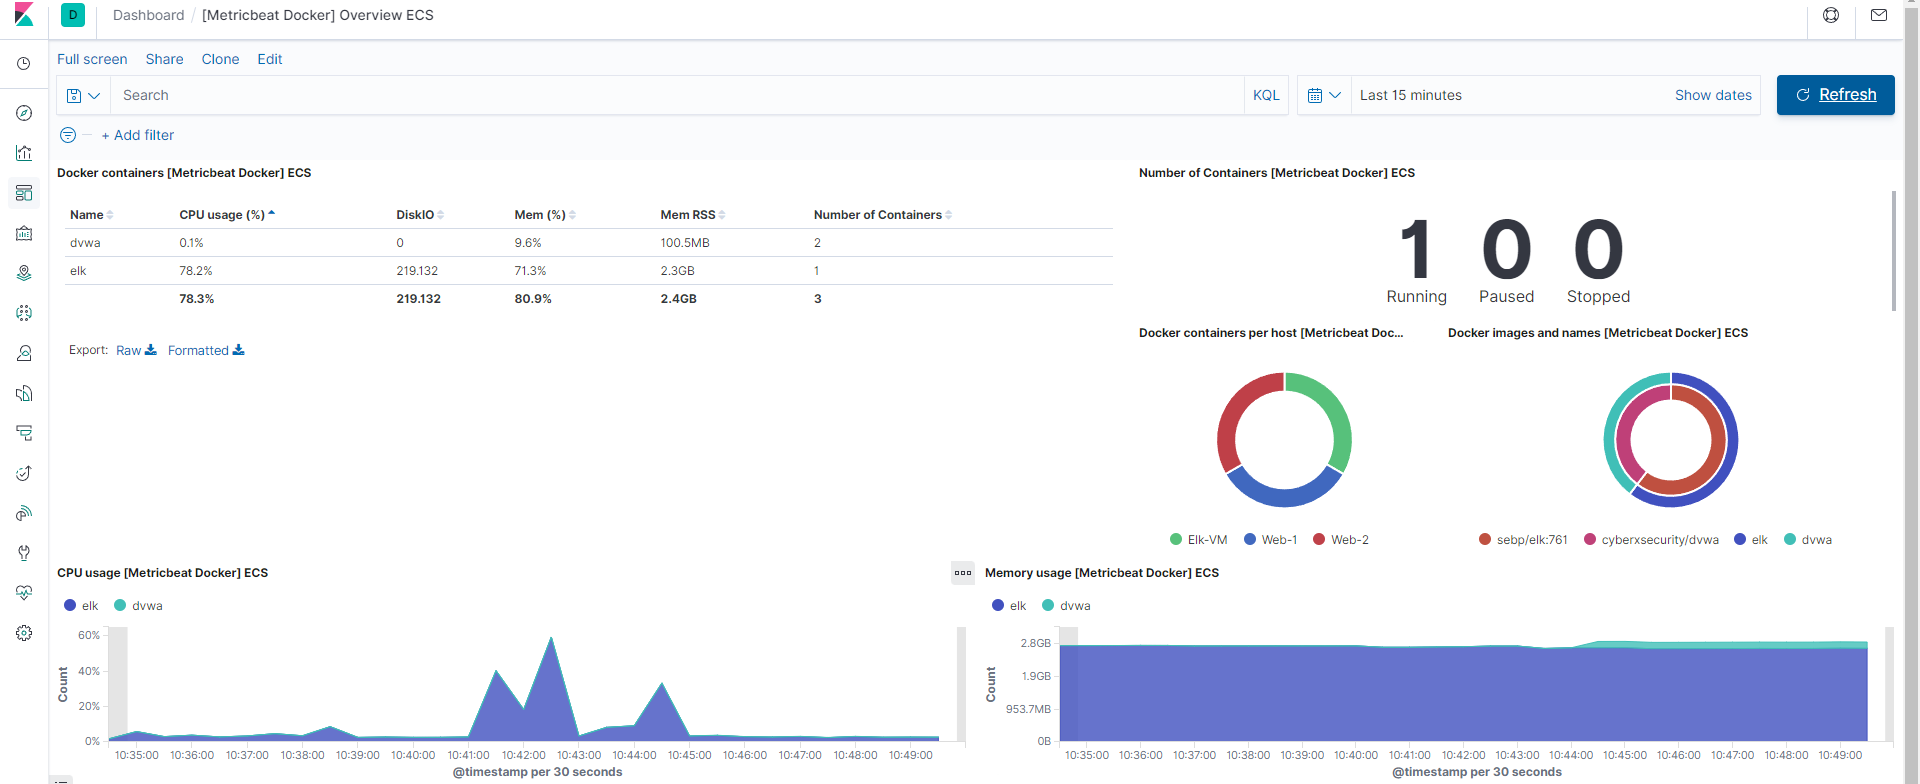 D Dashboard / [Metricbeat Docker] Overview ECS
Full screen Share Clone Edit
Search KQL Last 15 minutes Show dates Refresh
+ Add filter
Docker containers [Metricbeat Docker] ECS
Name CPU usage (%) DiskIO Mem (%) Mem RSS Number of Containers
dvwa 0.1% 0 9.6% 100.5MB 2
elk 78.2% 219.132 71.3% 2.3GB 1
78.3% 219.132 80.9% 2.4GB 3
Export: Raw Formatted
Number of Containers [Metricbeat Docker] ECS
1 0 0
Running Paused Stopped
Docker containers per host [Metricbeat Doc...
Elk-VM Web-1 Web-2
Docker images and names [Metricbeat Docker] ECS
sebp/elk:761 cyberxsecurity/dvwa elk dvwa
CPU usage [Metricbeat Docker] ECS
elk dvwa
Count
60%
40%
20%
0%
10:35:00 10:36:00 10:37:00 10:38:00 10:39:00 10:40:00 10:41:00 10:42:00 10:43:00 10:44:00 10:45:00 10:46:00 10:47:00 10:48:00 10:49:00
@timestamp per 30 seconds
Memory usage [Metricbeat Docker] ECS
elk dvwa
Count
2.8GB
1.9GB
953.7MB
0B
10:35:00 10:36:00 10:37:00 10:38:00 10:39:00 10:40:00 10:41:00 10:42:00 10:43:00 10:44:00 10:45:00 10:46:00 10:47:00 10:48:00 10:49:00
@timestamp per 30 seconds